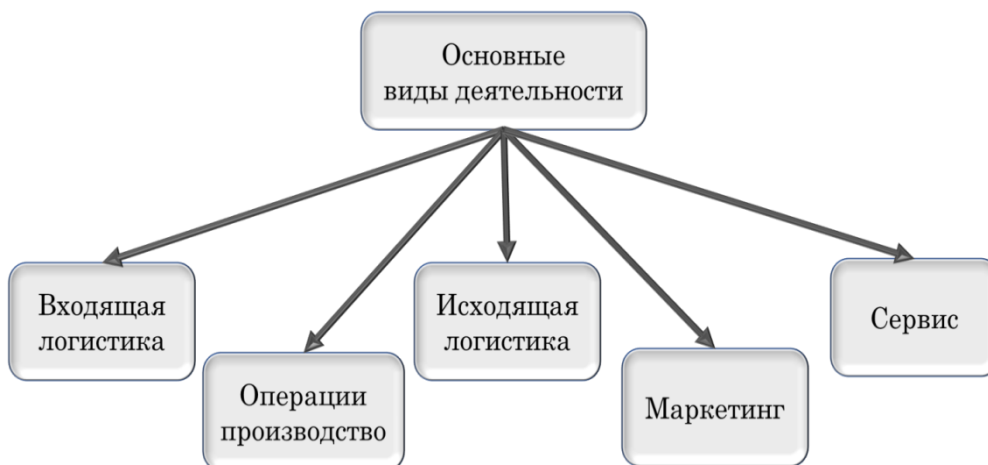 Основные
виды деятельности
Входящая
логистика
Операции
производство
Исходящая
логистика
Маркетинг
Сервис